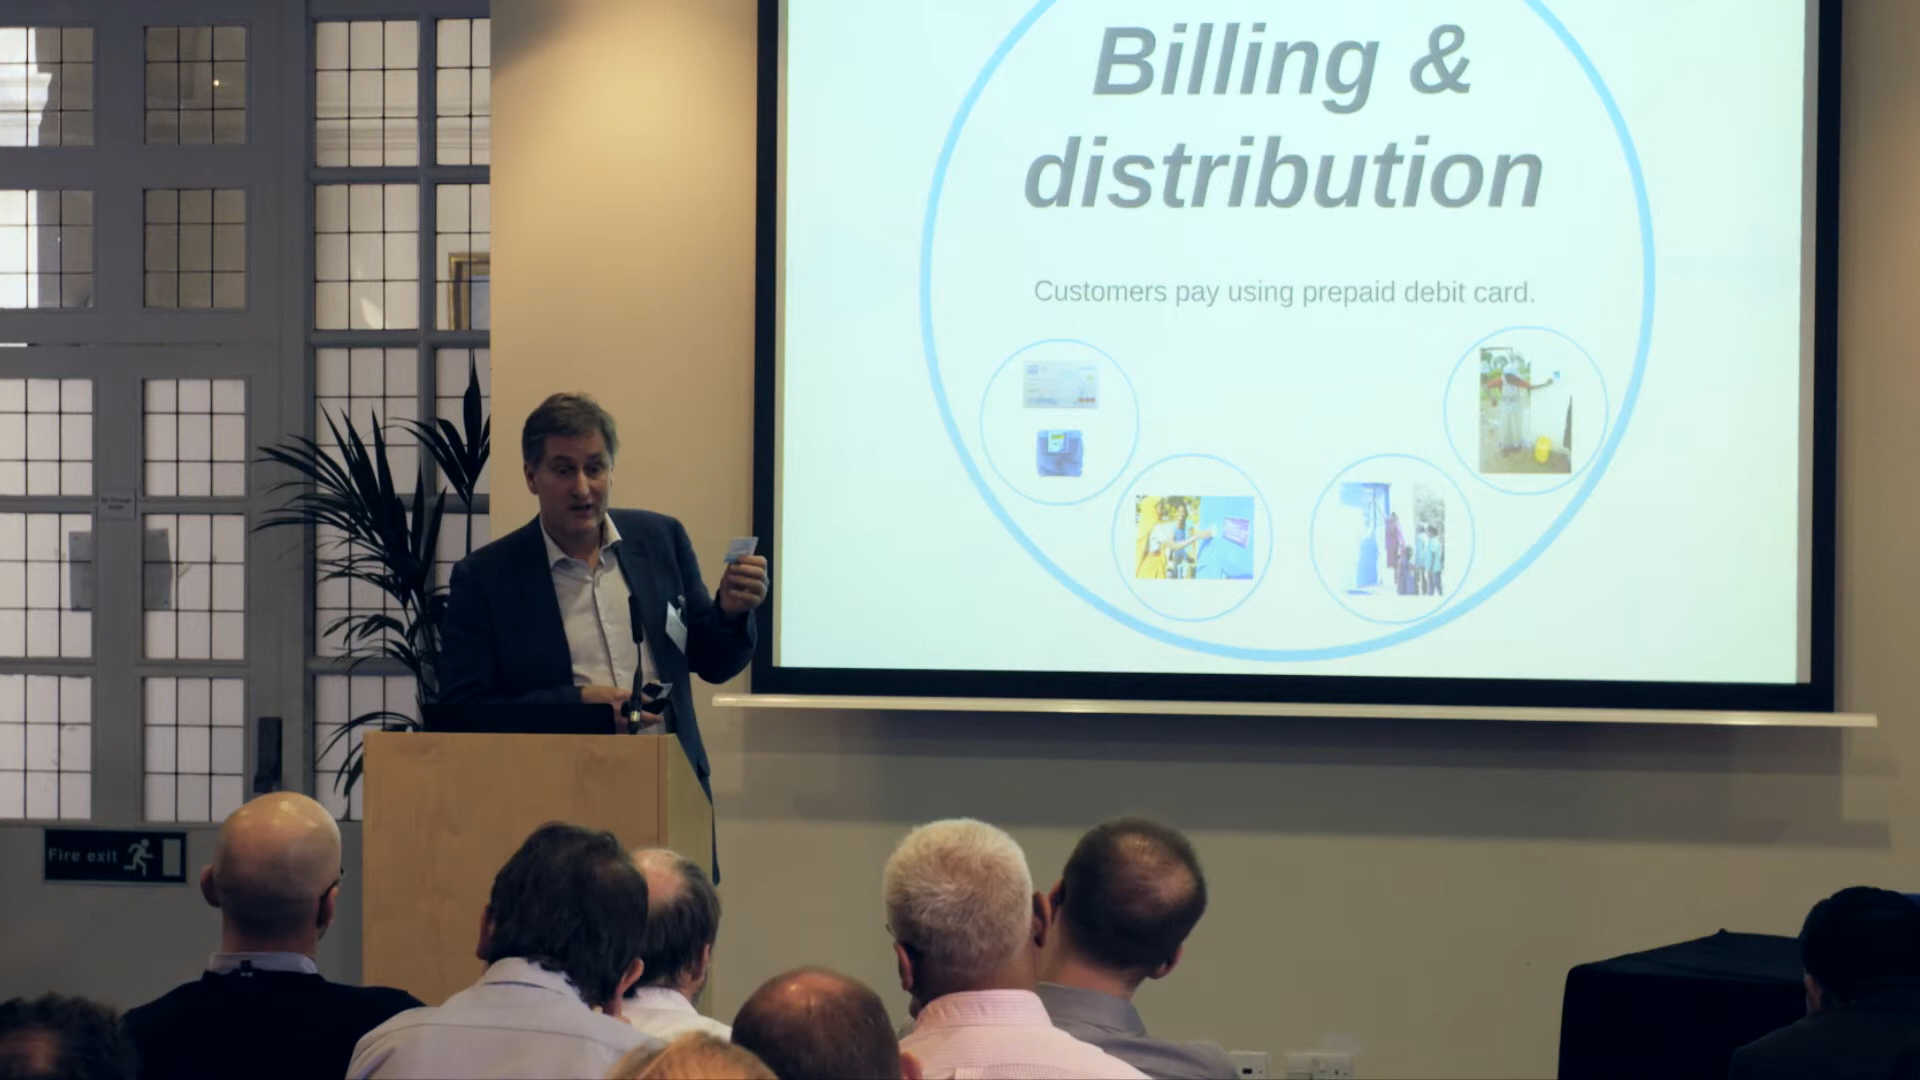 Billing &
distribution
Customers pay using prepaid debit card.
Fire exit